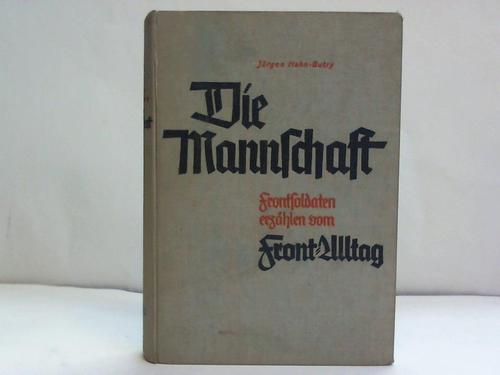 Jürgen Hahn-Butry
Die
Mannschaft
Frontsoldaten
erzählen vom
Front-Alltag